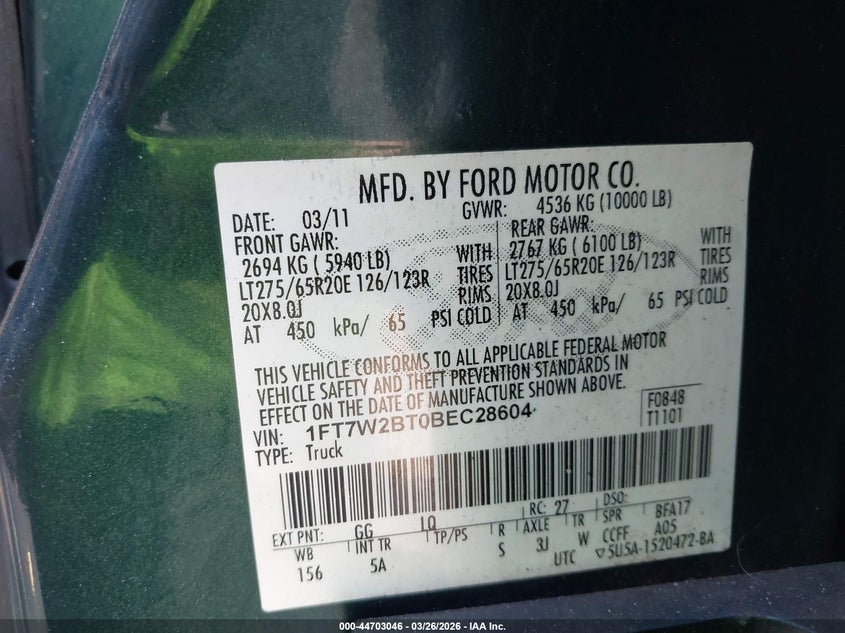 MFD. BY FORD MOTOR CO.
DATE: 03/11 GVWR: 4536 KG (10000 LB)
FRONT GAWR: REAR GAWR:
2694 KG ( 5940 LB) WITH 2767 KG ( 6100 LB) WITH
LT275/65R20E 126/123R TIRES LT275/65R20E 126/123R TIRES
20X8.0J RIMS 20X8.0J RIMS
AT 450 kPa/ 65 PSI COLD AT 450 kPa/ 65 PSI COLD
THIS VEHICLE CONFORMS TO ALL APPLICABLE FEDERAL MOTOR
VEHICLE SAFETY AND THEFT PREVENTION STANDARDS IN
EFFECT ON THE DATE OF MANUFACTURE SHOWN ABOVE.
VIN: 1FT7W2BT0BEC28604
TYPE: Truck
F0848
T1101
EXT PNT: GG LQ RC: 27 DSO:
WB INT TR TP/PS R AXLE TR SPR BFA17
156 5A S 3J W CCFF A05
UTC ▽5U5A-1520472-BA
000-44703046 | 03/26/2026 - IAA Inc.